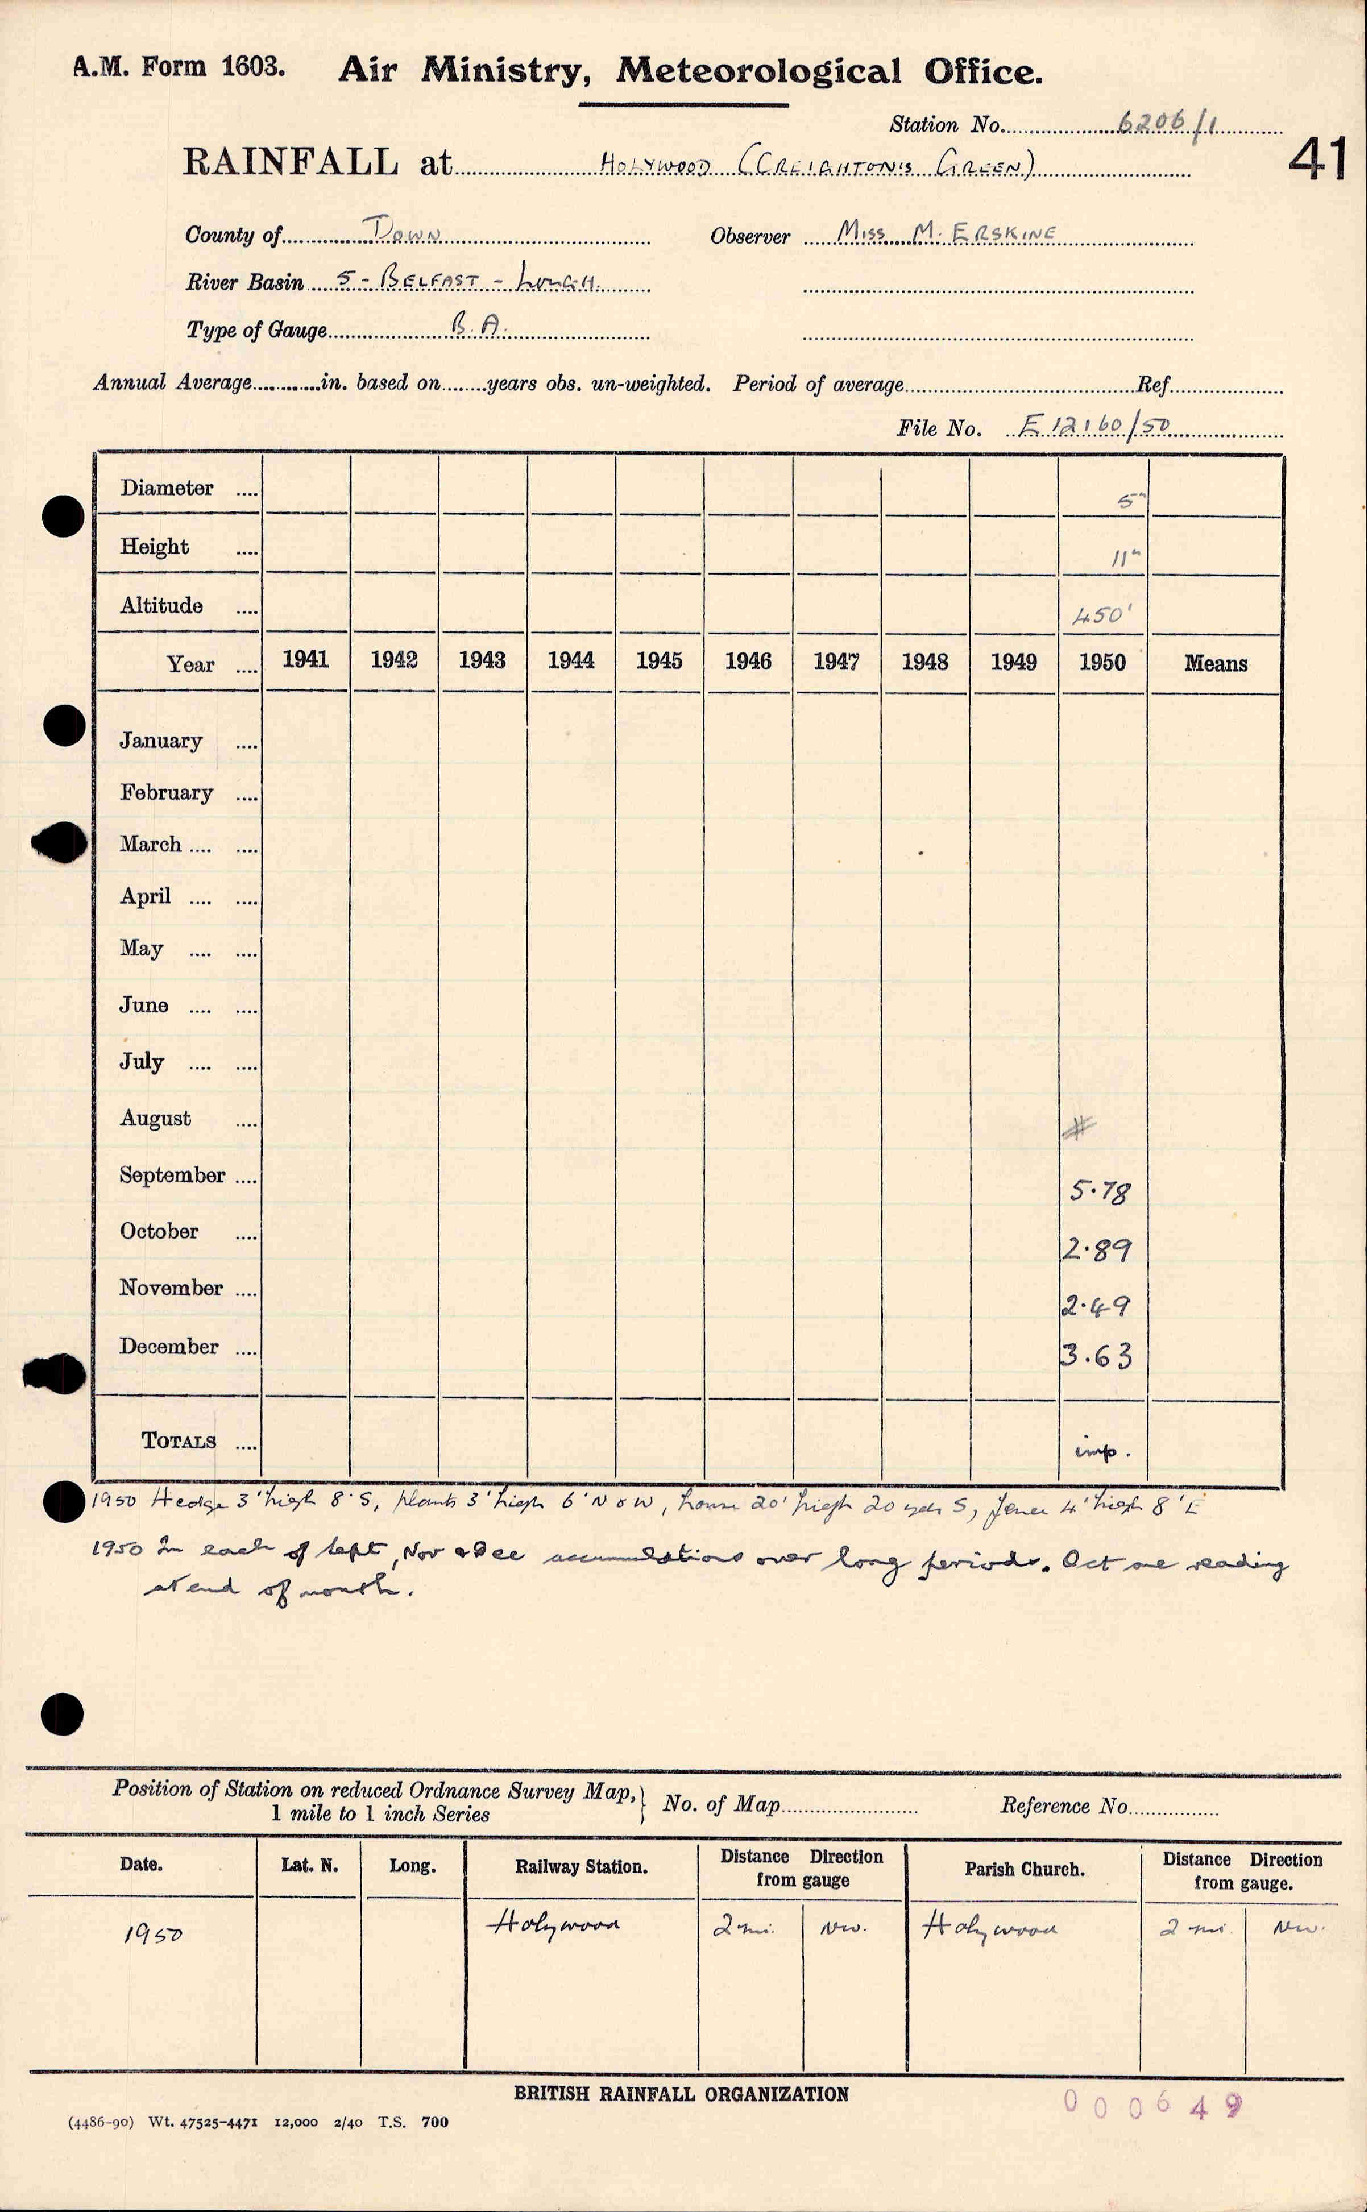 A.M. Form 1603. Air Ministry, Meteorological Office.
Station No. 6206/1
41
RAINFALL at HOLYWOOD (CREIGHTON'S GREEN)
County of DOWN Observer MISS M. ERSKINE
River Basin 5 - BELFAST - LOUGH.
Type of Gauge B.A.
Annual Average in. based on years obs. un-weighted. Period of average Ref.
File No. E 12160/50
Diameter .... 5"
Height .... 11"
Altitude .... 450'
Year .... 1941 1942 1943 1944 1945 1946 1947 1948 1949 1950 Means
January ....
February ....
March .... ....
April .... ....
May .... ....
June .... ....
July .... ....
August .... #
September .... 5.78
October .... 2.89
November .... 2.49
December .... 3.63
TOTALS .... imp.
1950 Hedge 3' high 8' S, plants 3' high 6' N & W, house 20' high 20 yds S, fence 4' high 8' E
1950 In each of Sept, Nov & Dec accumulations over long periods. Oct one reading
at end of month.
Position of Station on reduced Ordnance Survey Map,
1 mile to 1 inch Series
No. of Map Reference No.
Date. Lat. N. Long. Railway Station. Distance Direction from gauge Parish Church. Distance Direction from gauge.
1950 Holywood 2 mi. NW. Holywood 2 mi. NW.
BRITISH RAINFALL ORGANIZATION
000649
(4486-90) Wt. 47525-4471 12,000 2/40 T.S. 700